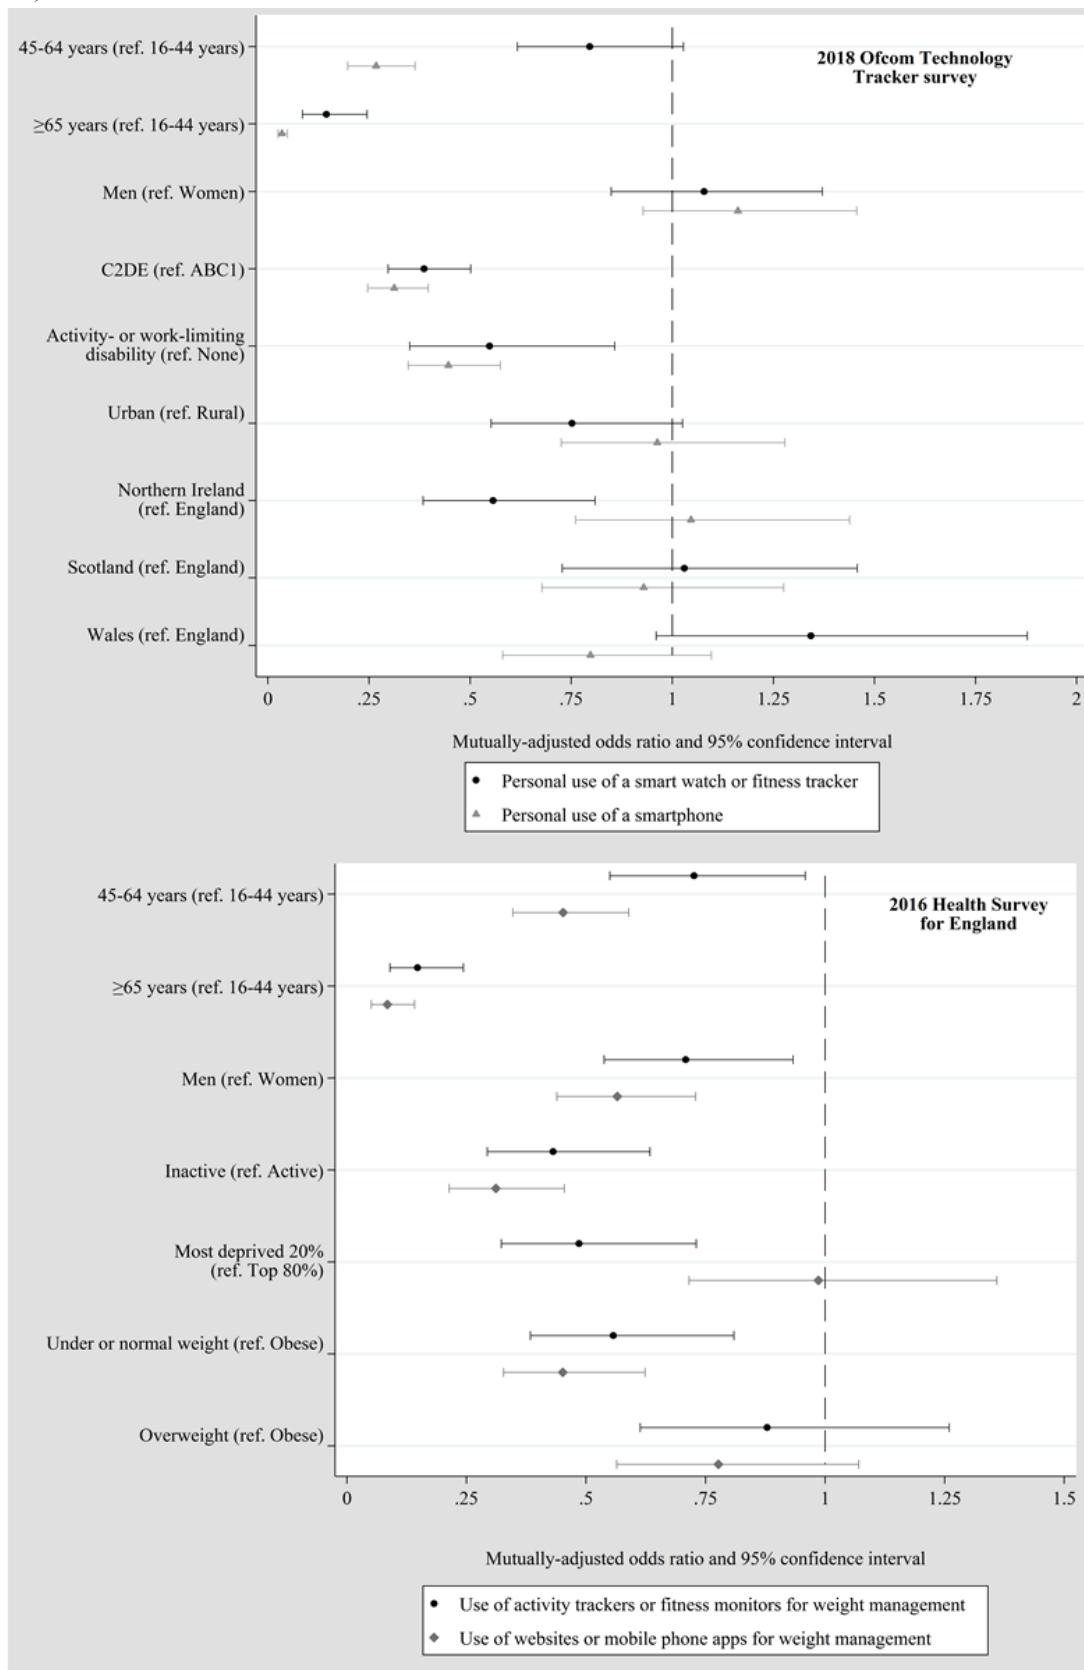 45-64 years (ref. 16-44 years)
2018 Ofcom Technology
Tracker survey
≥65 years (ref. 16-44 years)
Men (ref. Women)
C2DE (ref. ABC1)
Activity- or work-limiting
disability (ref. None)
Urban (ref. Rural)
Northern Ireland
(ref. England)
Scotland (ref. England)
Wales (ref. England)
0 .25 .5 .75 1 1.25 1.5 1.75 2
Mutually-adjusted odds ratio and 95% confidence interval
Personal use of a smart watch or fitness tracker
Personal use of a smartphone
45-64 years (ref. 16-44 years)
2016 Health Survey
for England
≥65 years (ref. 16-44 years)
Men (ref. Women)
Inactive (ref. Active)
Most deprived 20%
(ref. Top 80%)
Under or normal weight (ref. Obese)
Overweight (ref. Obese)
0 .25 .5 .75 1 1.25 1.5
Mutually-adjusted odds ratio and 95% confidence interval
Use of activity trackers or fitness monitors for weight management
Use of websites or mobile phone apps for weight management